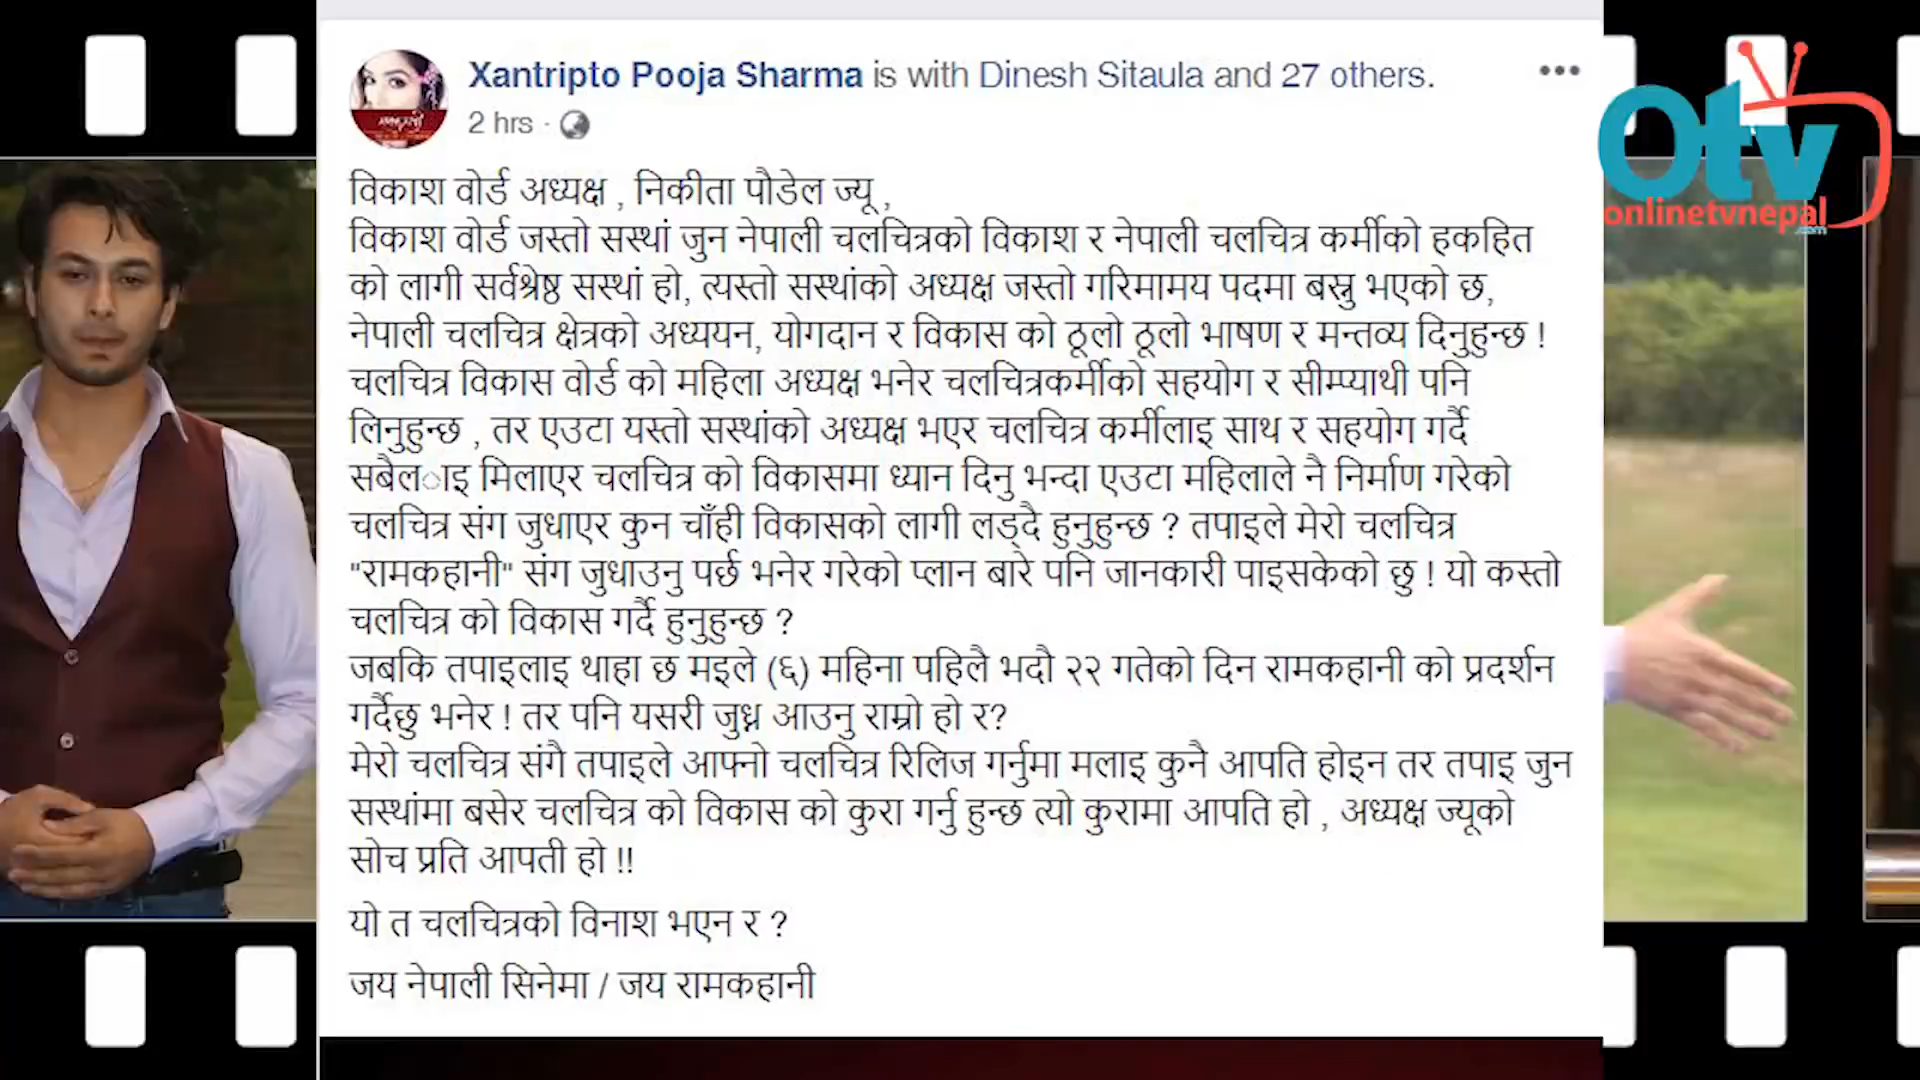 Xantripto Pooja Sharma is with Dinesh Sitaula and 27 others.
2 hrs ·
विकाश वोर्ड अध्यक्ष , निकीता पौडेल ज्यू ,
विकाश वोर्ड जस्तो सस्थां जुन नेपाली चलचित्रको विकाश र नेपाली चलचित्र कर्मीको हकहित
को लागी सर्वश्रेष्ठ सस्थां हो, त्यस्तो सस्थांको अध्यक्ष जस्तो गरिमामय पदमा बस्नु भएको छ,
नेपाली चलचित्र क्षेत्रको अध्ययन, योगदान र विकास को ठूलो ठूलो भाषण र मन्तव्य दिनुहुन्छ !
चलचित्र विकास वोर्ड को महिला अध्यक्ष भनेर चलचित्रकर्मीको सहयोग र सीम्प्याथी पनि
लिनुहुन्छ , तर एउटा यस्तो सस्थांको अध्यक्ष भएर चलचित्र कर्मीलाइ साथ र सहयोग गर्दै
सबैल ाइ मिलाएर चलचित्र को विकासमा ध्यान दिनु भन्दा एउटा महिलाले नै निर्माण गरेको
चलचित्र संग जुधाएर कुन चाँही विकासको लागी लड्दै हुनुहुन्छ ? तपाइले मेरो चलचित्र
"रामकहानी" संग जुधाउनु पर्छ भनेर गरेको प्लान बारे पनि जानकारी पाइसकेको छु ! यो कस्तो
चलचित्र को विकास गर्दै हुनुहुन्छ ?
जबकि तपाइलाइ थाहा छ मइले (६) महिना पहिलै भदौ २२ गतेको दिन रामकहानी को प्रदर्शन
गर्दैछु भनेर ! तर पनि यसरी जुध्न आउनु राम्रो हो र?
मेरो चलचित्र संगै तपाइले आफ्नो चलचित्र रिलिज गर्नुमा मलाइ कुनै आपति होइन तर तपाइ जुन
सस्थांमा बसेर चलचित्र को विकास को कुरा गर्नु हुन्छ त्यो कुरामा आपति हो , अध्यक्ष ज्यूको
सोच प्रति आपती हो !!
यो त चलचित्रको विनाश भएन र ?
जय नेपाली सिनेमा / जय रामकहानी
Otv
onlinetvnepal
.com